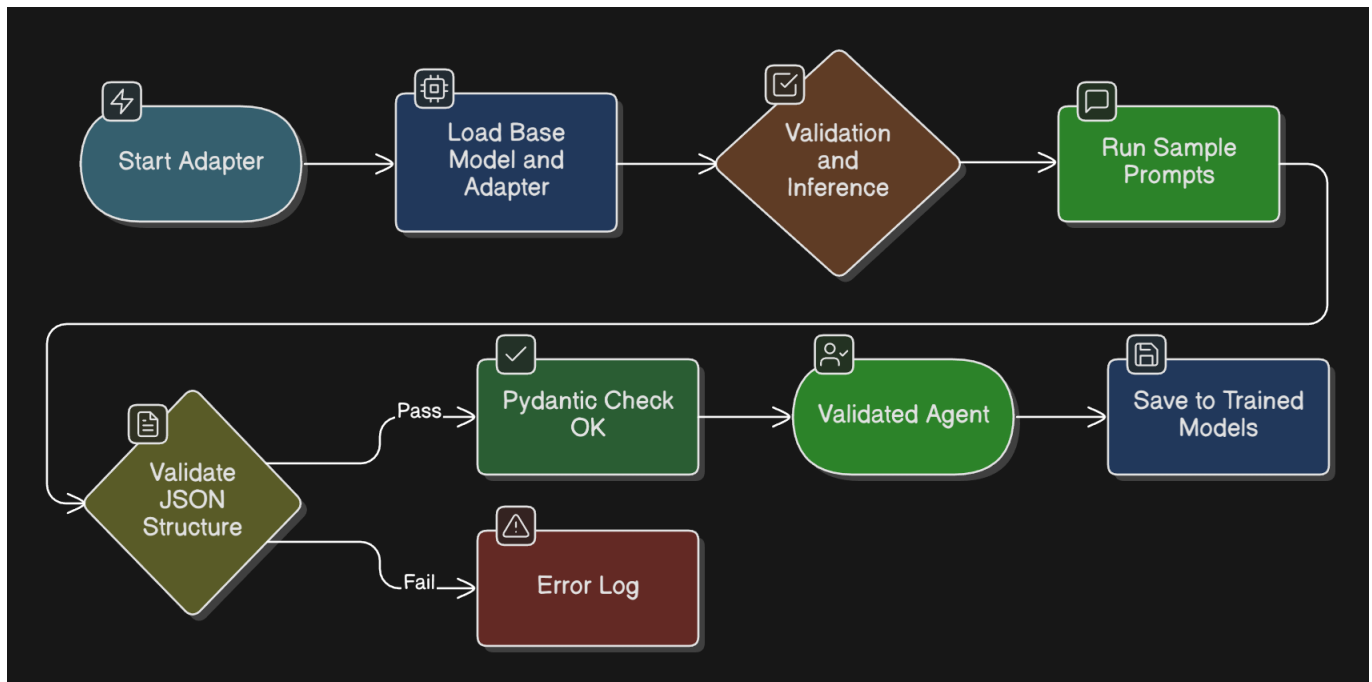 Start Adapter
Load Base
Model and
Adapter
Validation
and
Inference
Run Sample
Prompts
Validate
JSON
Structure
Pass
Fail
Pydantic Check
OK
Error Log
Validated Agent
Save to Trained
Models